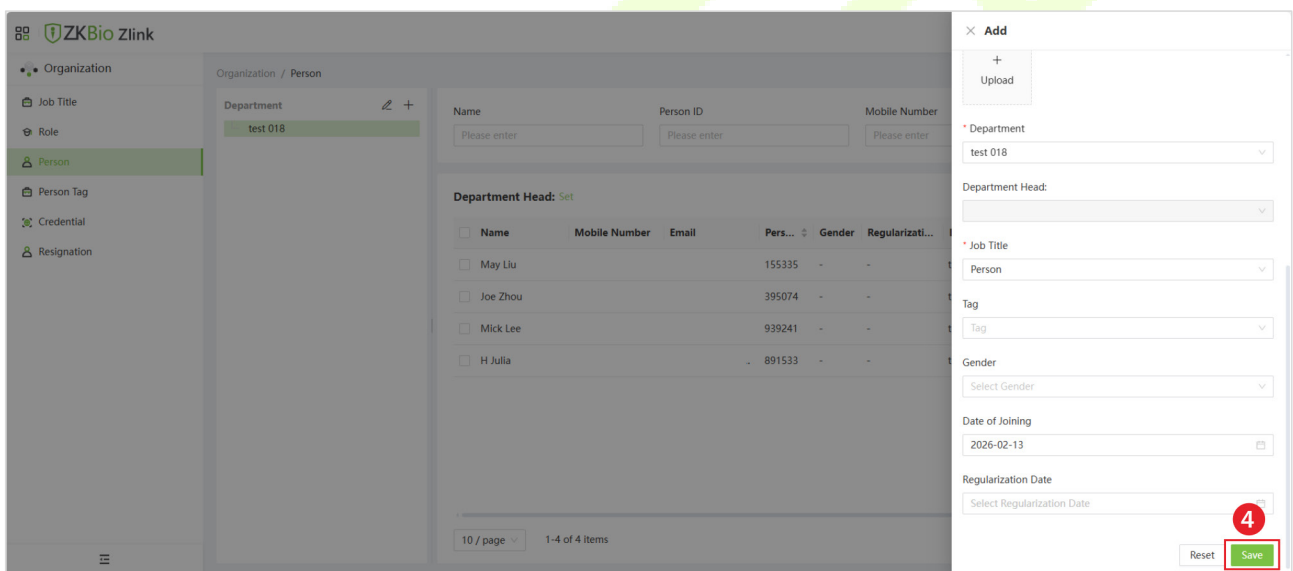 ZKBio Zlink
Organization
Job Title
Role
Person
Person Tag
Credential
Resignation
Organization / Person
Department
test 018
Name Person ID Mobile Number
Please enter Please enter Please enter
Department Head: Set
Name Mobile Number Email Pers... Gender Regularizati...
May Liu 155335 - -
Joe Zhou 395074 - -
Mick Lee 939241 - -
H Julia 891533 - -
10 / page 1-4 of 4 items
Add
Upload
* Department
test 018
Department Head:
* Job Title
Person
Tag
Tag
Gender
Select Gender
Date of Joining
2026-02-13
Regularization Date
Select Regularization Date
4
Reset Save